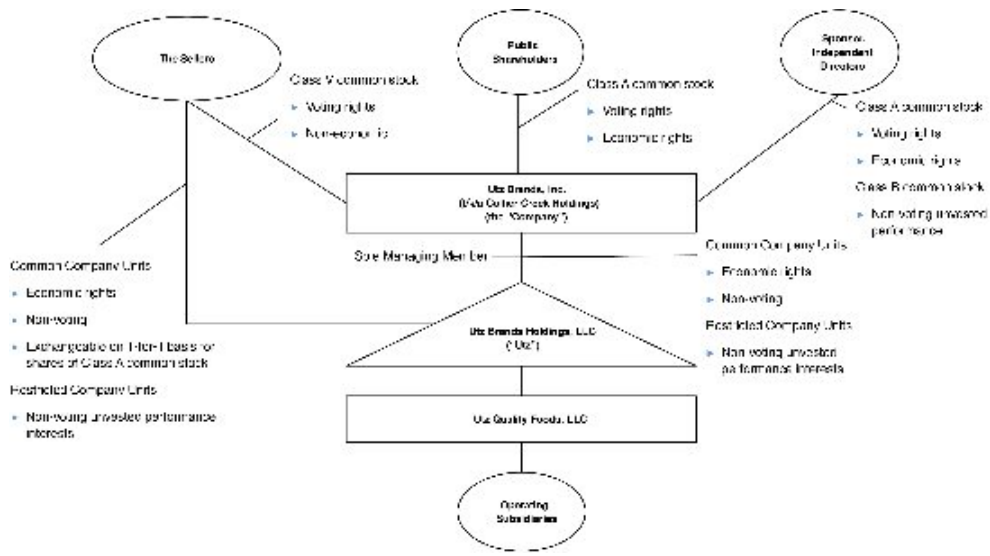 The Sellers
Public
Shareholders
Sponsor,
Independent
Directors
Class V common stock
Voting rights
Non-economic
Class A common stock
Voting rights
Economic rights
Class A common stock
Voting rights
Economic rights
Class B common stock
Non-voting unvested
performance
Utz Brands, Inc.
(f/k/a Collier Creek Holdings)
(the "Company")
Sole Managing Member
Common Company Units
Economic rights
Non-voting
Restricted Company Units
Non-voting unvested
performance interests
Common Company Units
Economic rights
Non-voting
Exchangeable on 1-for-1 basis for
shares of Class A common stock
Restricted Company Units
Non-voting unvested performance
interests
Utz Brands Holdings, LLC
("Utz")
Utz Quality Foods, LLC
Operating
Subsidiaries